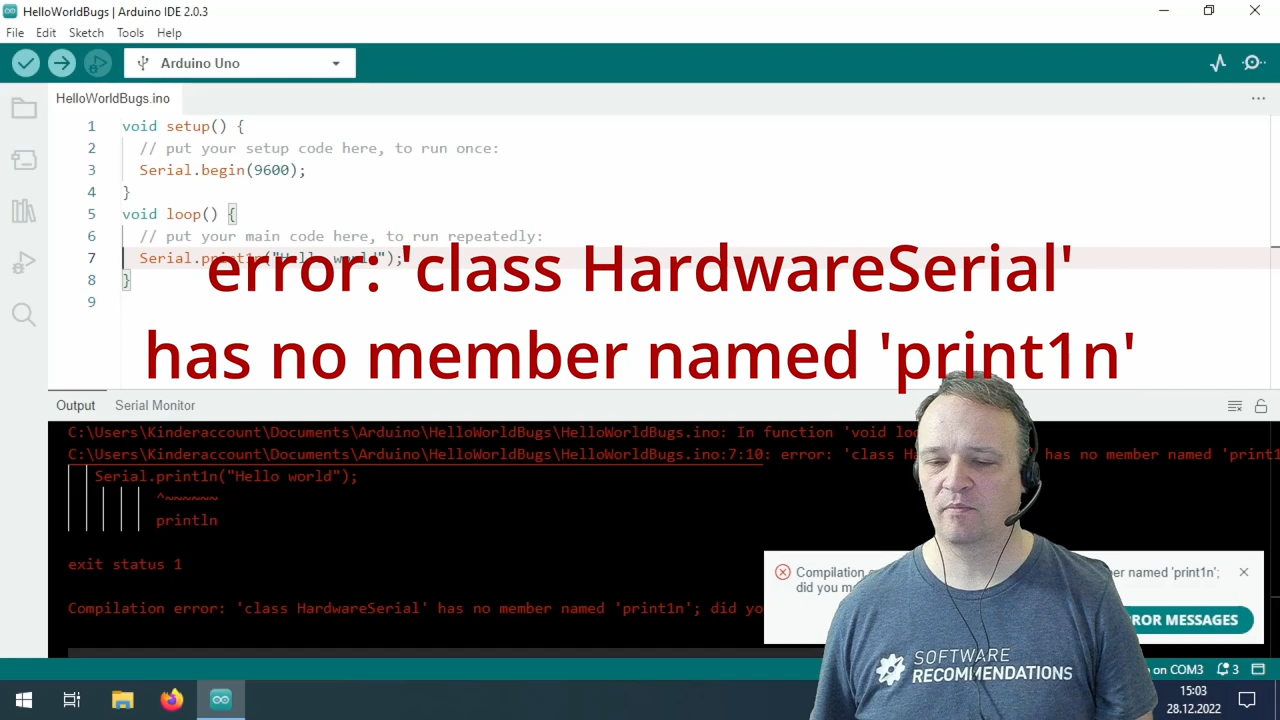 HelloWorldBugs | Arduino IDE 2.0.3
File Edit Sketch Tools Help
Arduino Uno
HelloWorldBugs.ino
1 void setup() {
2 // put your setup code here, to run once:
3 Serial.begin(9600);
4 }
5 void loop() {
6 // put your main code here, to run repeatedly:
7 Serial.print1n("Hello world");
8 }
9
error: 'class HardwareSerial'
has no member named 'print1n'
Output Serial Monitor
C:\Users\Kinderaccount\Documents\Arduino\HelloWorldBugs\HelloWorldBugs.ino: In function 'void
C:\Users\Kinderaccount\Documents\Arduino\HelloWorldBugs\HelloWorldBugs.ino:7:10: error: 'class has no member named
Serial.print1n("Hello world");
^~~~~~~
println
exit status 1
Compilation error: 'class HardwareSerial' has no member named 'print1n'; did
Compilation named 'print1n';
did you
MESSAGES
SOFTWARE
RECOMMENDATIONS
on COM3 3
15:03
28.12.2022